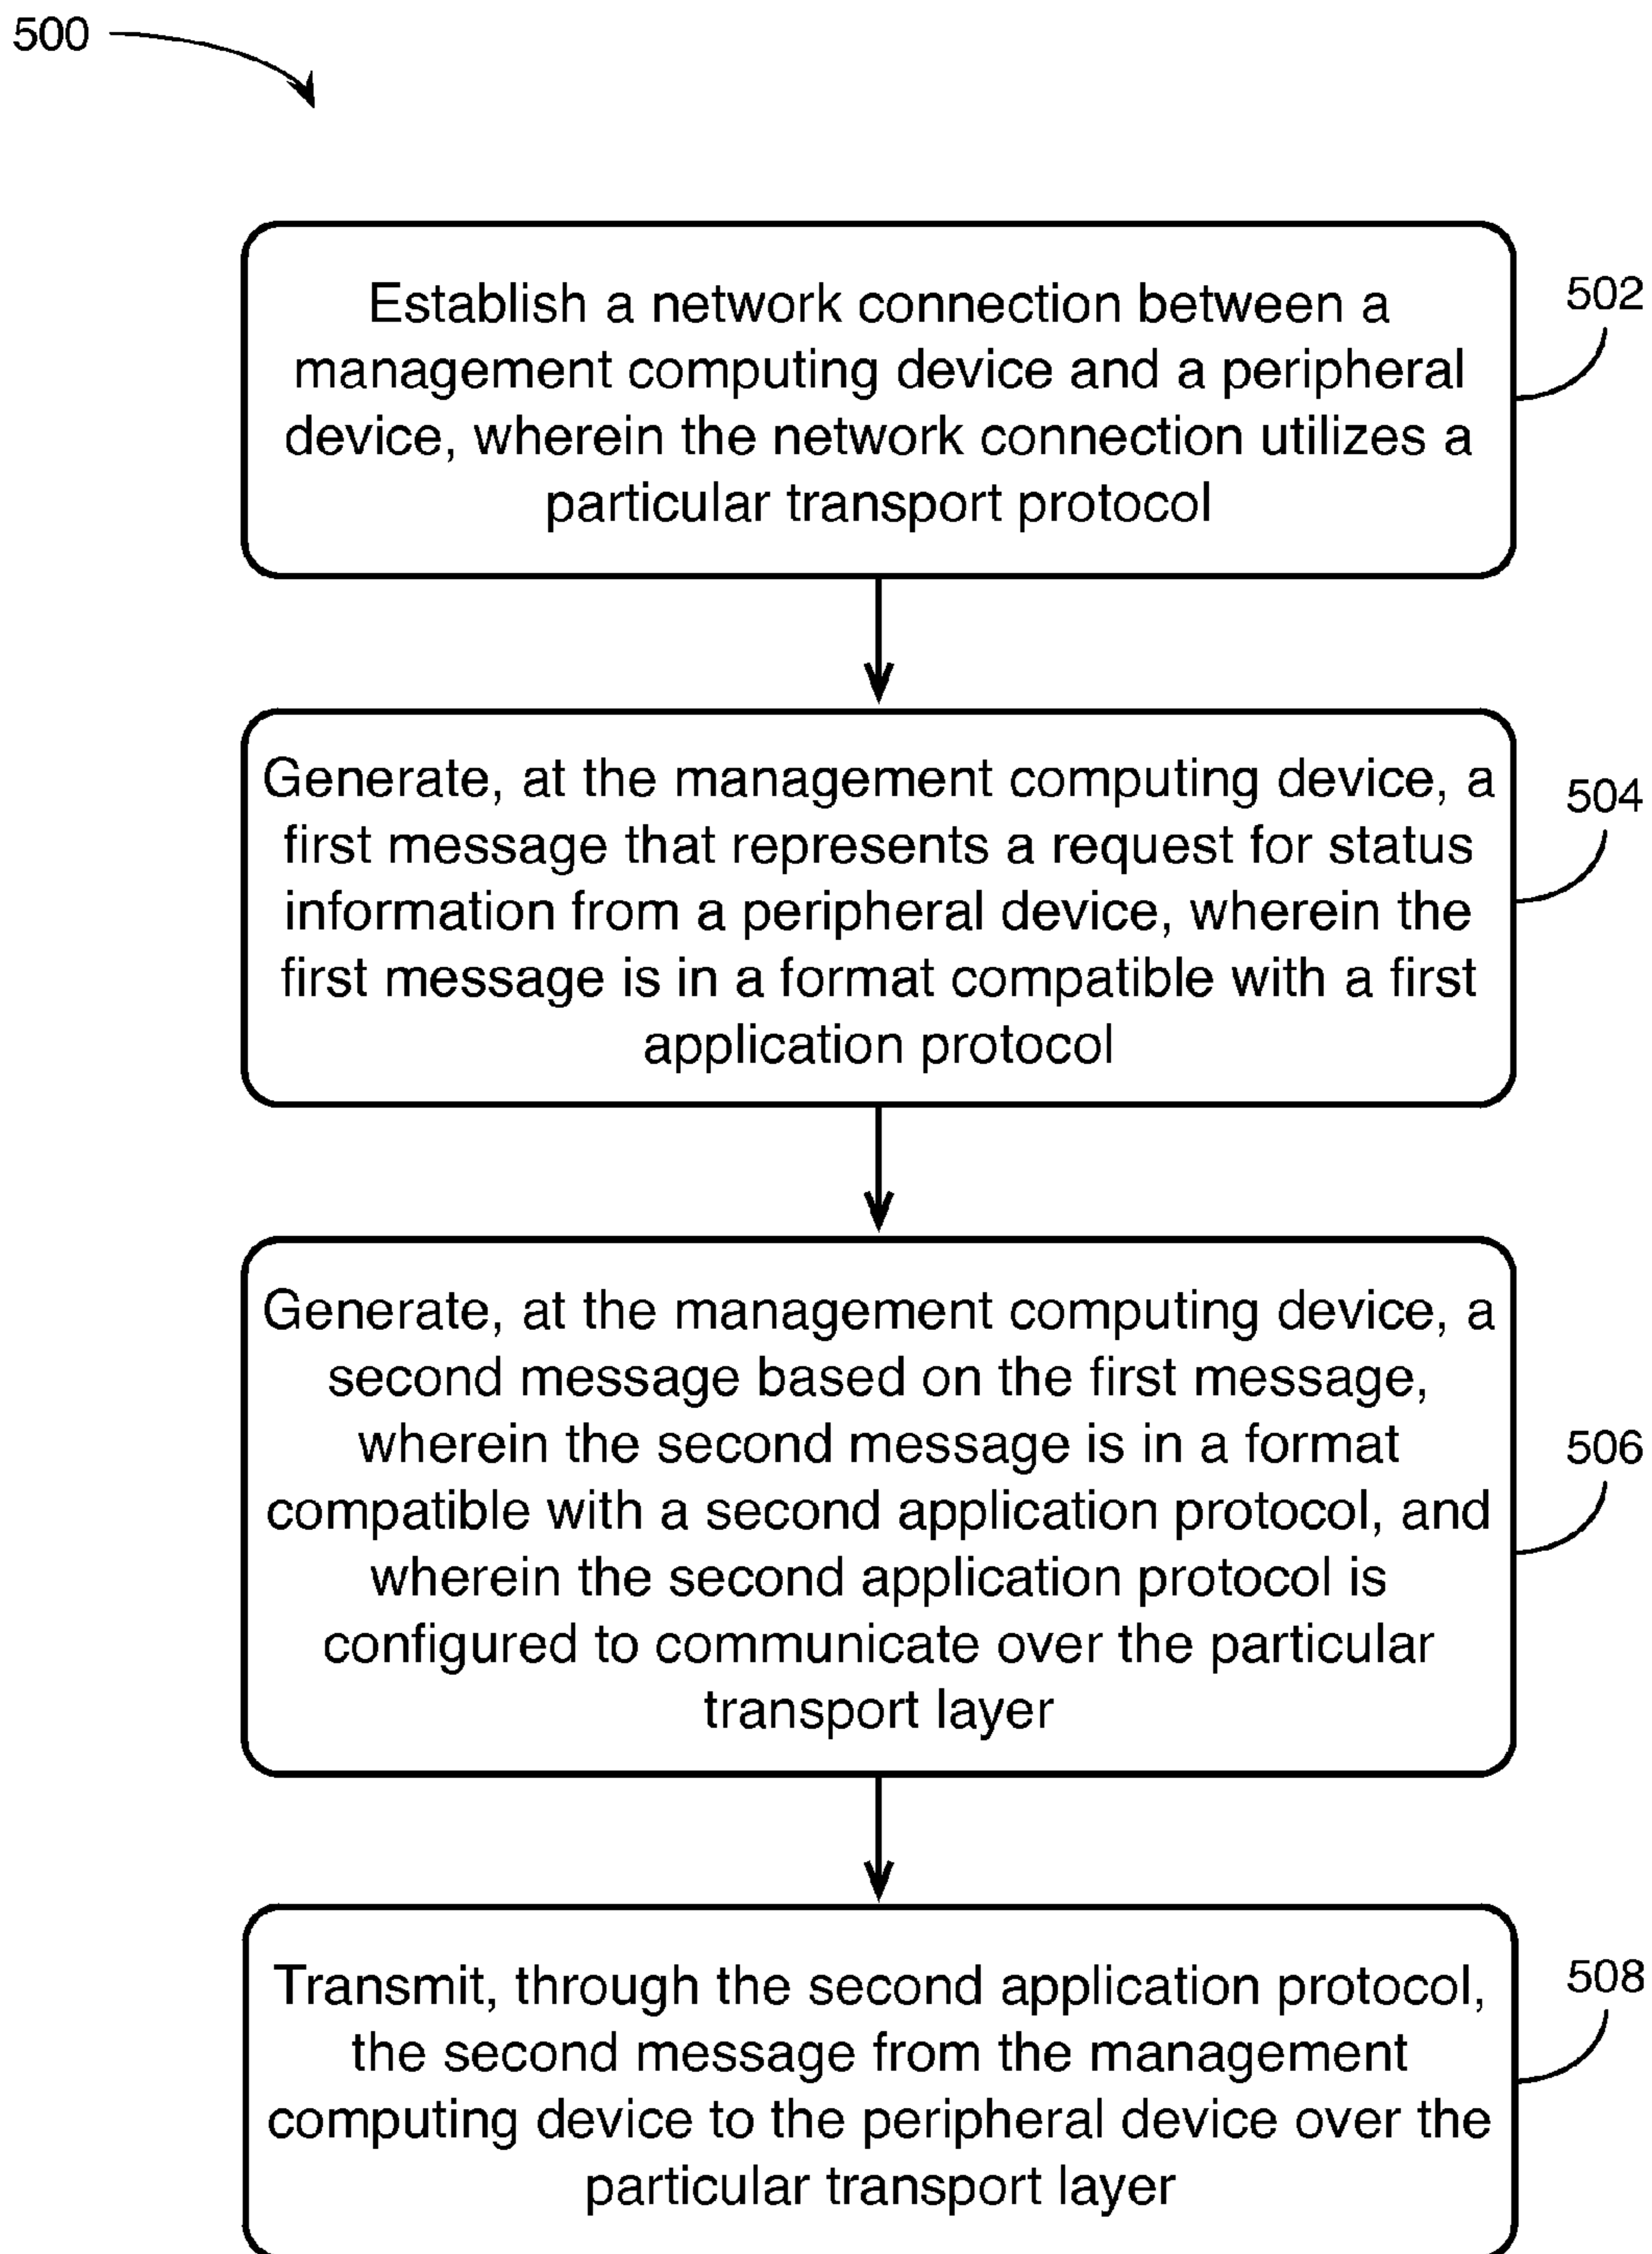 500
Establish a network connection between a
management computing device and a peripheral
device, wherein the network connection utilizes a
particular transport protocol
502
Generate, at the management computing device, a
first message that represents a request for status
information from a peripheral device, wherein the
first message is in a format compatible with a first
application protocol
504
Generate, at the management computing device, a
second message based on the first message,
wherein the second message is in a format
compatible with a second application protocol, and
wherein the second application protocol is
configured to communicate over the particular
transport layer
506
Transmit, through the second application protocol,
the second message from the management
computing device to the peripheral device over the
particular transport layer
508